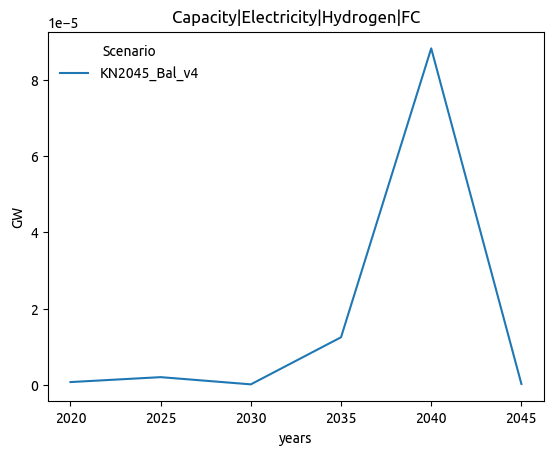 Capacity|Electricity|Hydrogen|FC
1e−5
Scenario
KN2045_Bal_v4
8
6
4
2
0
GW
2020 2025 2030 2035 2040 2045
years